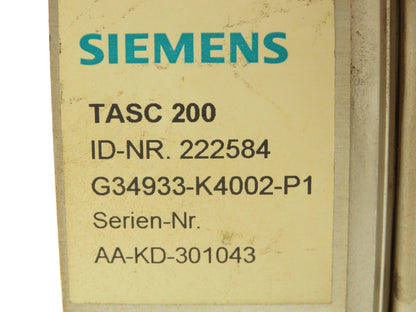 SIEMENS
TASC 200
ID-NR. 222584
G34933-K4002-P1
Serien-Nr.
AA-KD-301043